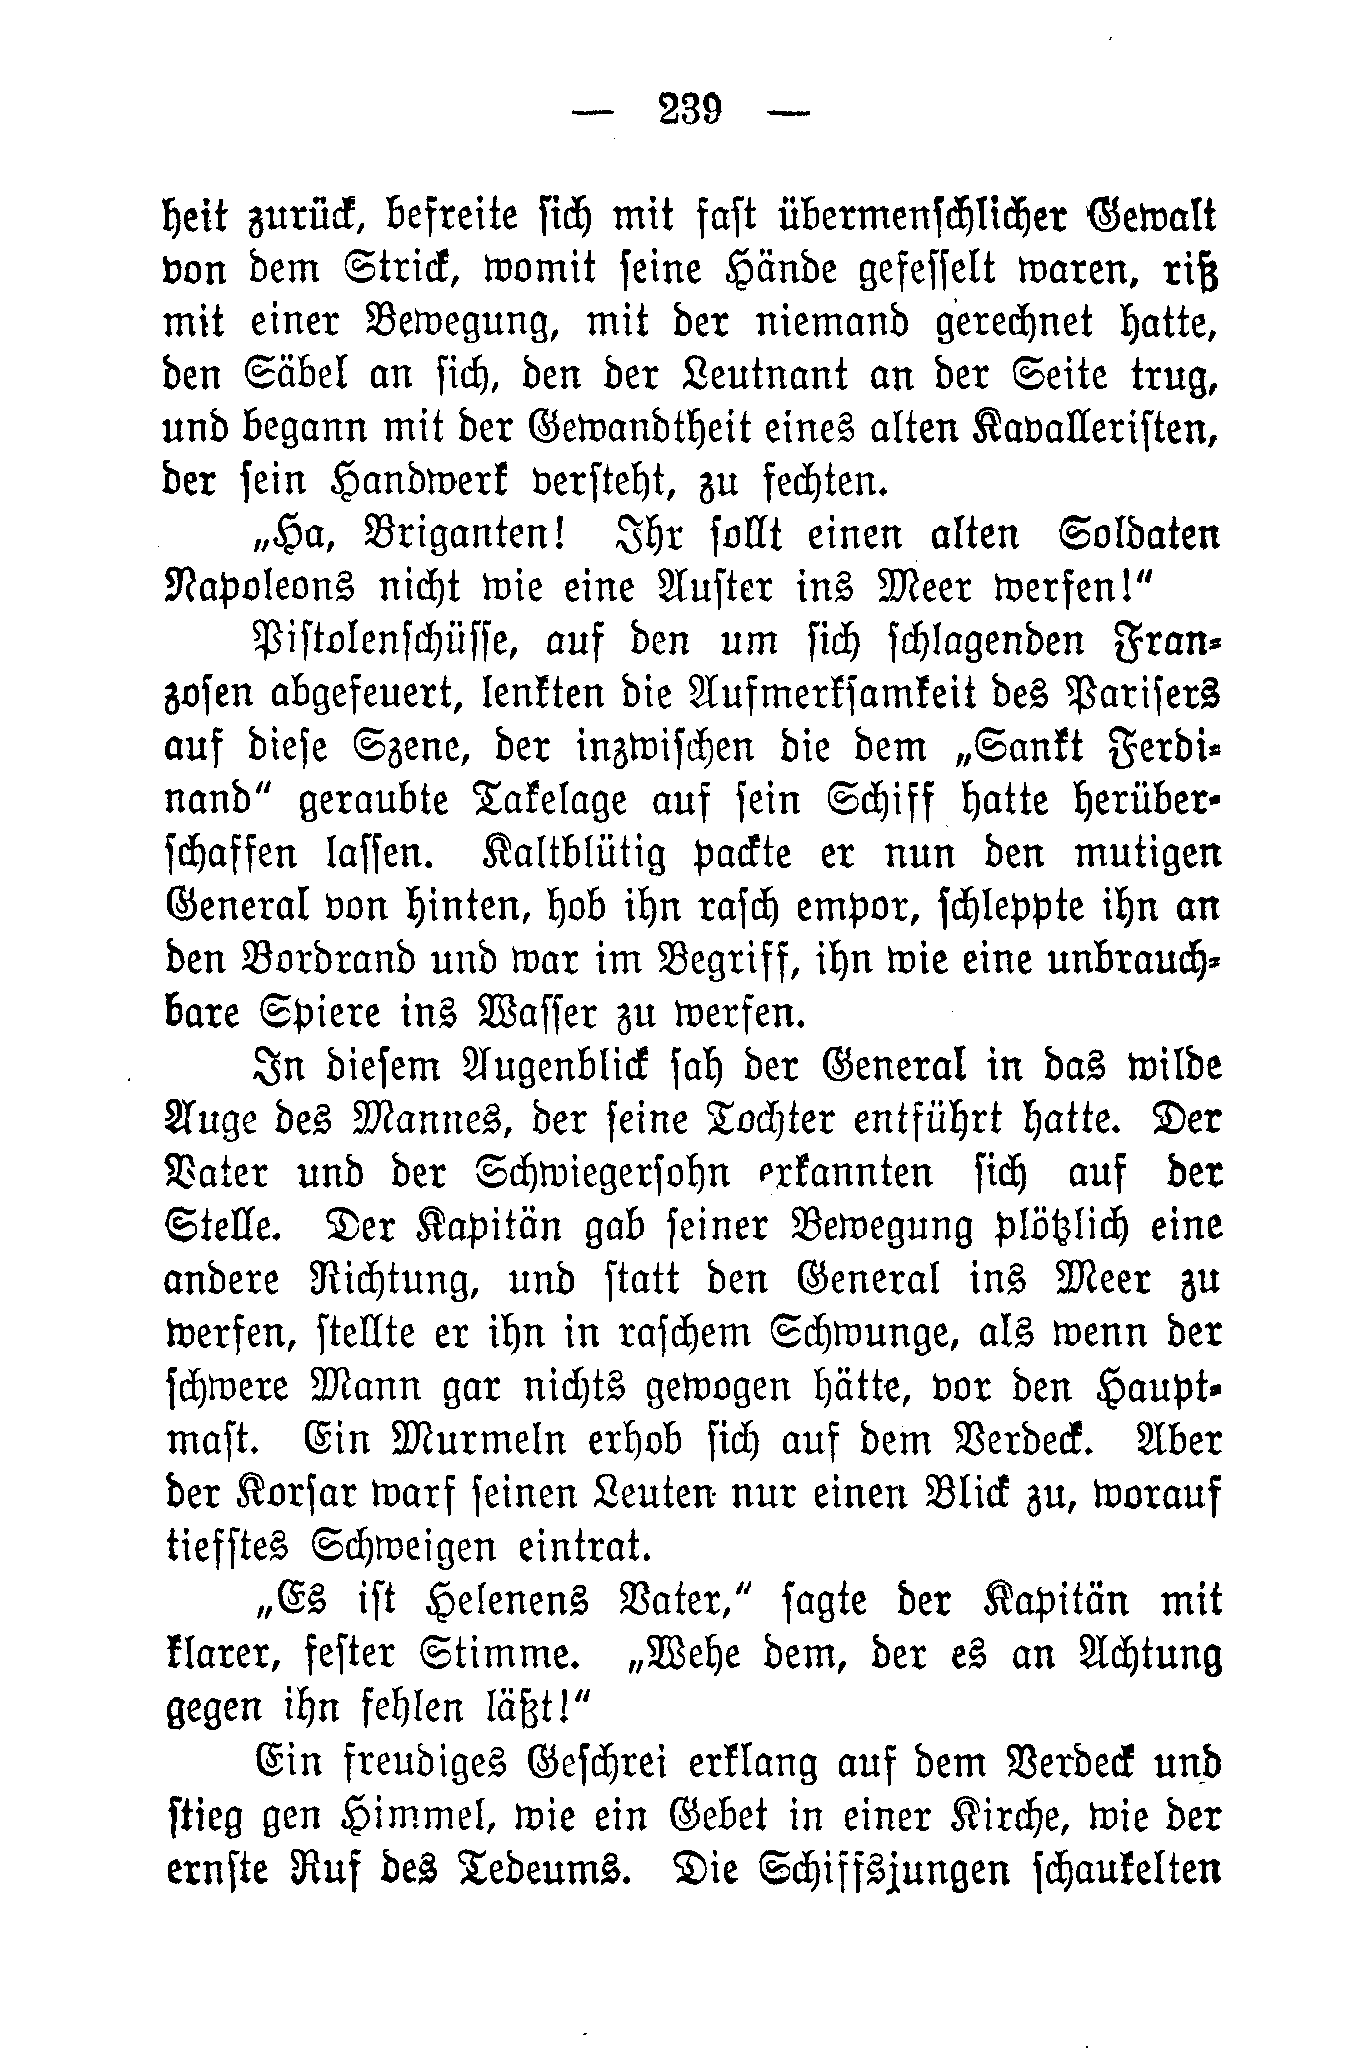 — 239 —
heit zurück, befreite sich mit fast übermenschlicher Gewalt
von dem Strick, womit seine Hände gefesselt waren, riß
mit einer Bewegung, mit der niemand gerechnet hatte,
den Säbel an sich, den der Leutnant an der Seite trug,
und begann mit der Gewandtheit eines alten Kavalleristen,
der sein Handwerk versteht, zu fechten.
„Ha, Briganten! Ihr sollt einen alten Soldaten
Napoleons nicht wie eine Auster ins Meer werfen!“
Pistolenschüsse, auf den um sich schlagenden Fran-
zosen abgefeuert, lenkten die Aufmerksamkeit des Parisers
auf diese Szene, der inzwischen die dem „Sankt Ferdi-
nand“ geraubte Takelage auf sein Schiff hatte herüber-
schaffen lassen. Kaltblütig packte er nun den mutigen
General von hinten, hob ihn rasch empor, schleppte ihn an
den Bordrand und war im Begriff, ihn wie eine unbrauch-
bare Spiere ins Wasser zu werfen.
In diesem Augenblick sah der General in das wilde
Auge des Mannes, der seine Tochter entführt hatte. Der
Vater und der Schwiegersohn erkannten sich auf der
Stelle. Der Kapitän gab seiner Bewegung plötzlich eine
andere Richtung, und statt den General ins Meer zu
werfen, stellte er ihn in raschem Schwunge, als wenn der
schwere Mann gar nichts gewogen hätte, vor den Haupt-
mast. Ein Murmeln erhob sich auf dem Verdeck. Aber
der Korsar warf seinen Leuten nur einen Blick zu, worauf
tiefstes Schweigen eintrat.
„Es ist Helenens Vater,“ sagte der Kapitän mit
klarer, fester Stimme. „Wehe dem, der es an Achtung
gegen ihn fehlen läßt!“
Ein freudiges Geschrei erklang auf dem Verdeck und
stieg gen Himmel, wie ein Gebet in einer Kirche, wie der
ernste Ruf des Tedeums. Die Schiffsjungen schaukelten